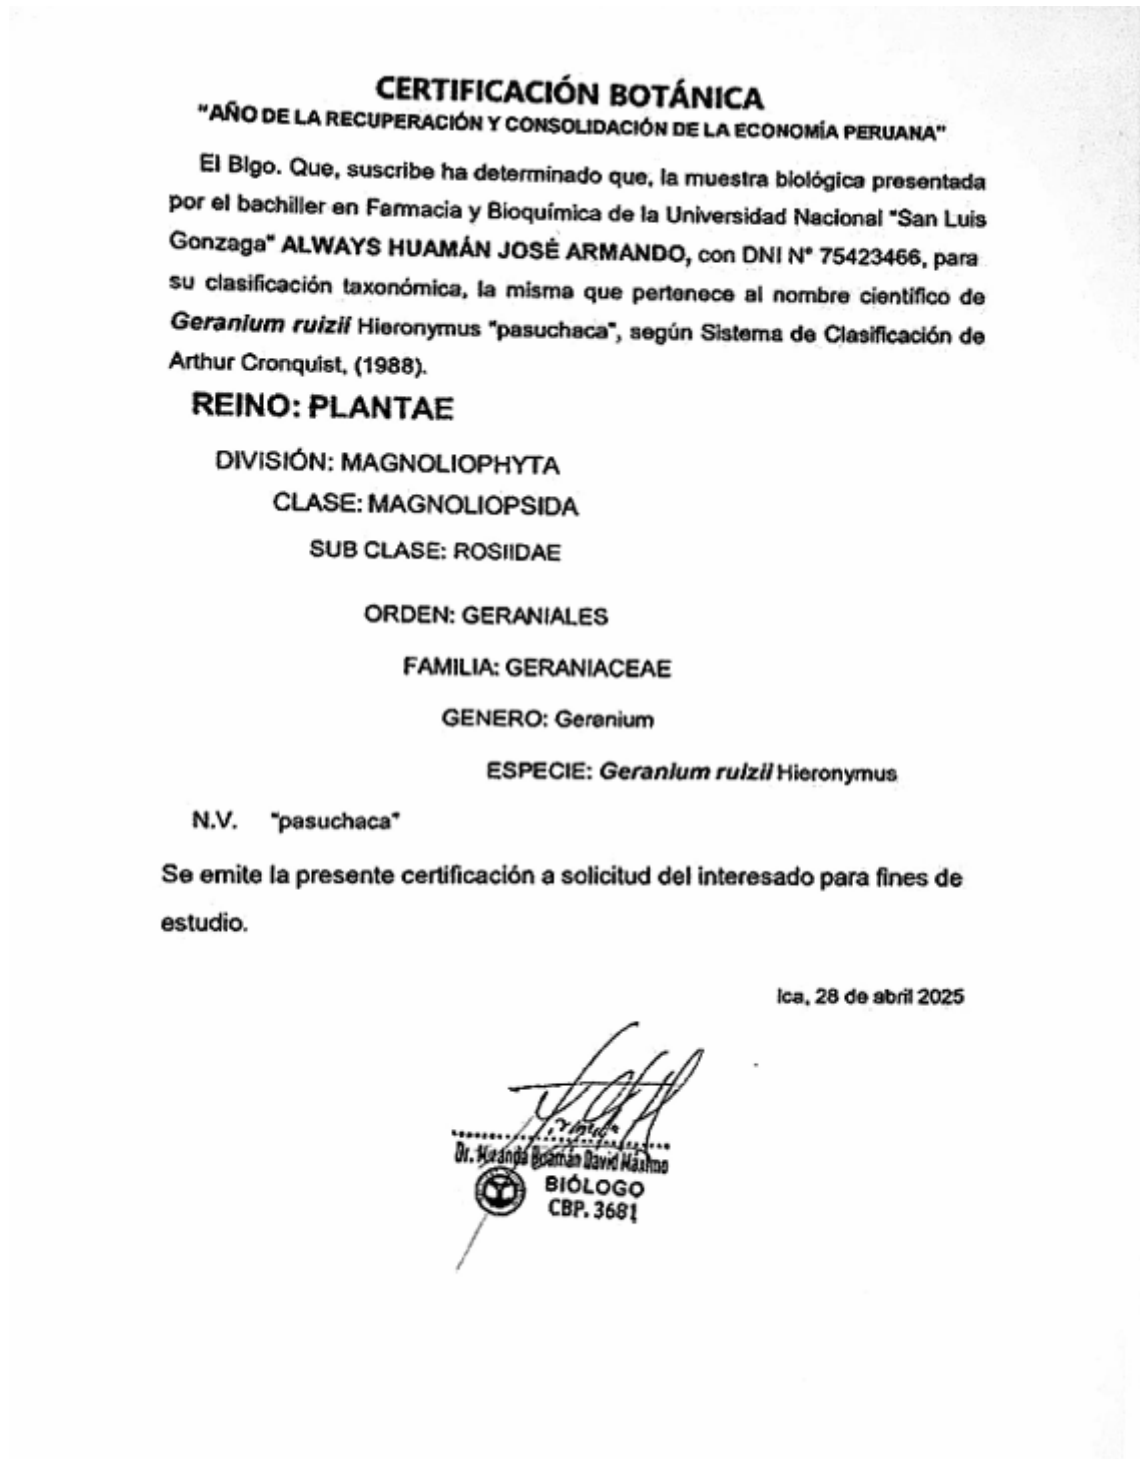 CERTIFICACIÓN BOTÁNICA
"AÑO DE LA RECUPERACIÓN Y CONSOLIDACIÓN DE LA ECONOMÍA PERUANA"
El Blgo. Que, suscribe ha determinado que, la muestra biológica presentada
por el bachiller en Farmacia y Bioquímica de la Universidad Nacional "San Luis
Gonzaga" ALWAYS HUAMÁN JOSÉ ARMANDO, con DNI N° 75423466, para
su clasificación taxonómica, la misma que pertenece al nombre científico de
Geranium ruizii Hieronymus "pasuchaca", según Sistema de Clasificación de
Arthur Cronquist, (1988).
REINO: PLANTAE
DIVISIÓN: MAGNOLIOPHYTA
CLASE: MAGNOLIOPSIDA
SUB CLASE: ROSIIDAE
ORDEN: GERANIALES
FAMILIA: GERANIACEAE
GENERO: Geranium
ESPECIE: Geranium ruizii Hieronymus
N.V. "pasuchaca"
Se emite la presente certificación a solicitud del interesado para fines de
estudio.
Ica, 28 de abril 2025
Dr. Miranda Huamán David Máximo
BIÓLOGO
CBP. 3681